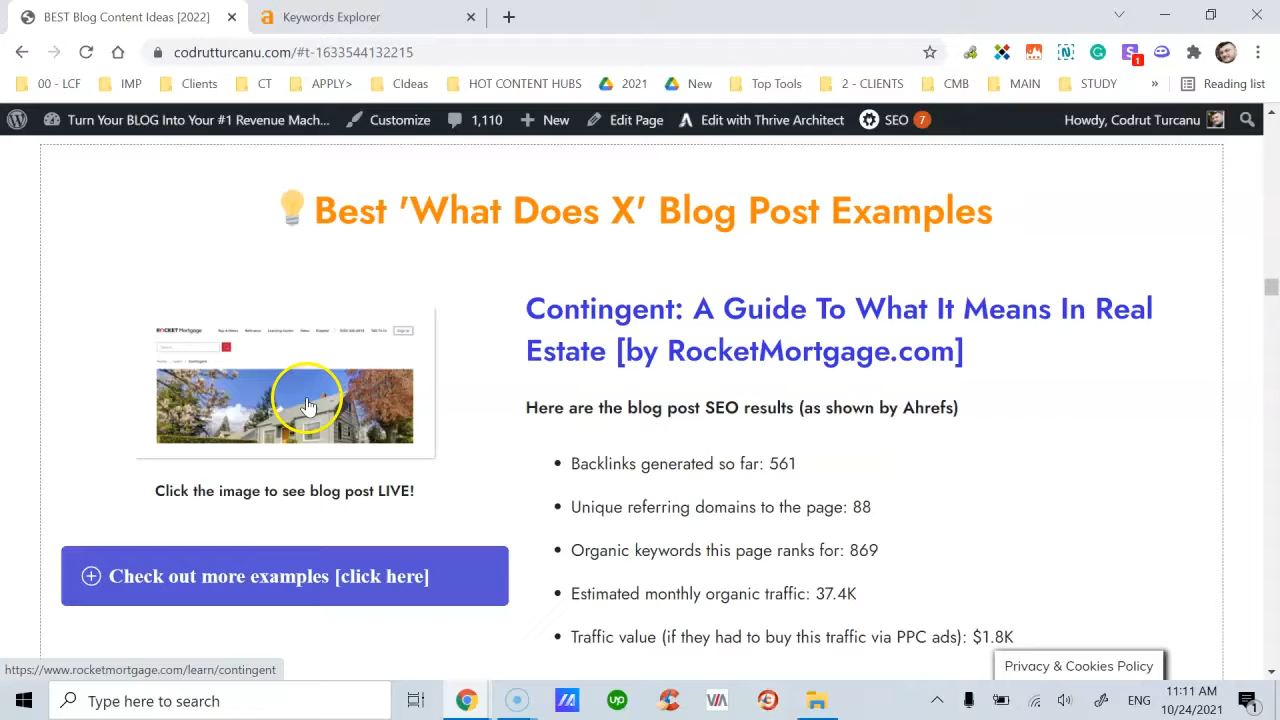 BEST Blog Content Ideas [2022]
Keywords Explorer
codrutturcanu.com/#t-1633544132215
1
00 - LCF
IMP
Clients
CT
APPLY>
CIdeas
HOT CONTENT HUBS
2021
New
Top Tools
2 - CLIENTS
CMB
MAIN
STUDY
»
Reading list
Turn Your BLOG Into Your #1 Revenue Mach...
Customize
1,110
New
Edit Page
Edit with Thrive Architect
SEO
7
Howdy, Codrut Turcanu
Best 'What Does X' Blog Post Examples
ROCKET Mortgage
Contingent: A Guide To What It Means In Real
Estate [by RocketMortgage.com]
Here are the blog post SEO results (as shown by Ahrefs)
Backlinks generated so far: 561
Click the image to see blog post LIVE!
Unique referring domains to the page: 88
Organic keywords this page ranks for: 869
Check out more examples [click here]
Estimated monthly organic traffic: 37.4K
Traffic value (if they had to buy this traffic via PPC ads): $1.8K
https://www.rocketmortgage.com/learn/contingent
Privacy & Cookies Policy
Type here to search
up
VIA
ENG
11:11 AM
10/24/2021
1